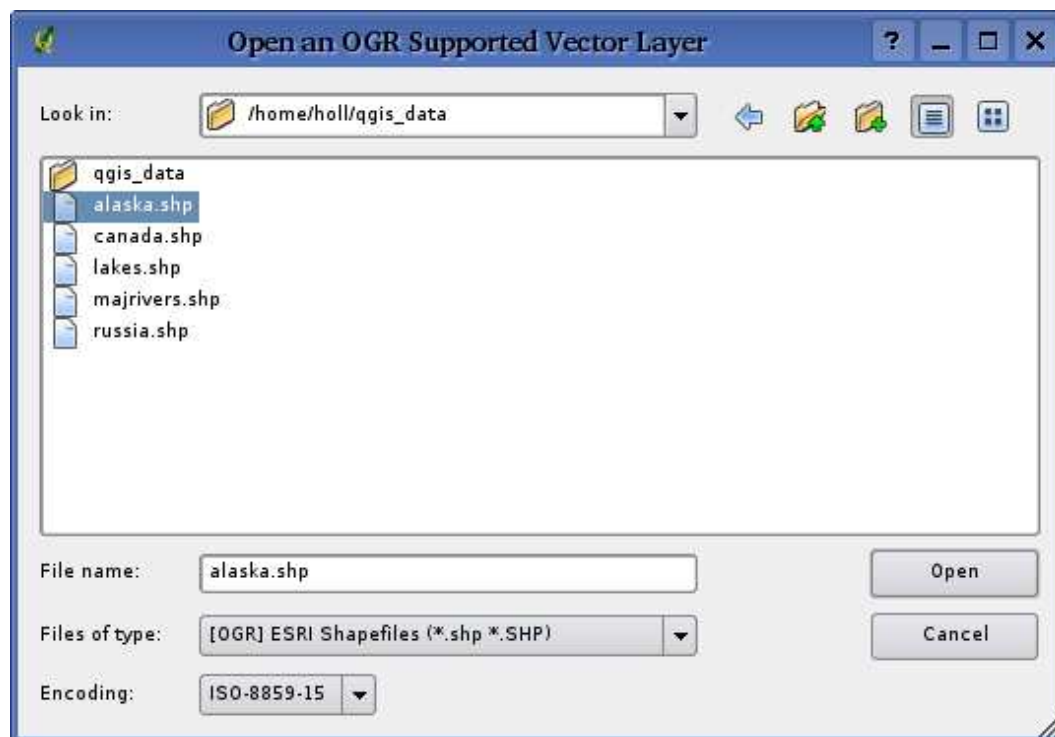 Open an OGR Supported Vector Layer
Look in: /home/holl/qgis_data
qgis_data
alaska.shp
canada.shp
lakes.shp
majrivers.shp
russia.shp
File name: alaska.shp Open
Files of type: [OGR] ESRI Shapefiles (*.shp *.SHP) Cancel
Encoding: ISO-8859-15